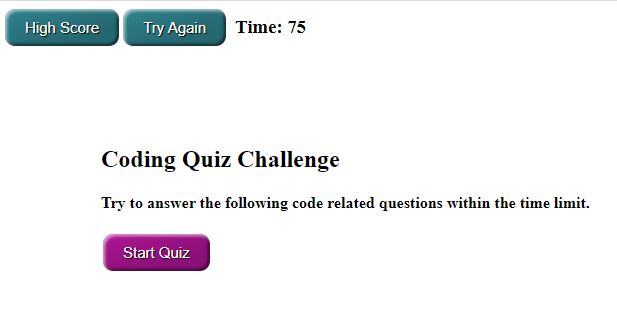 High Score Try Again Time: 75
Coding Quiz Challenge
Try to answer the following code related questions within the time limit.
Start Quiz